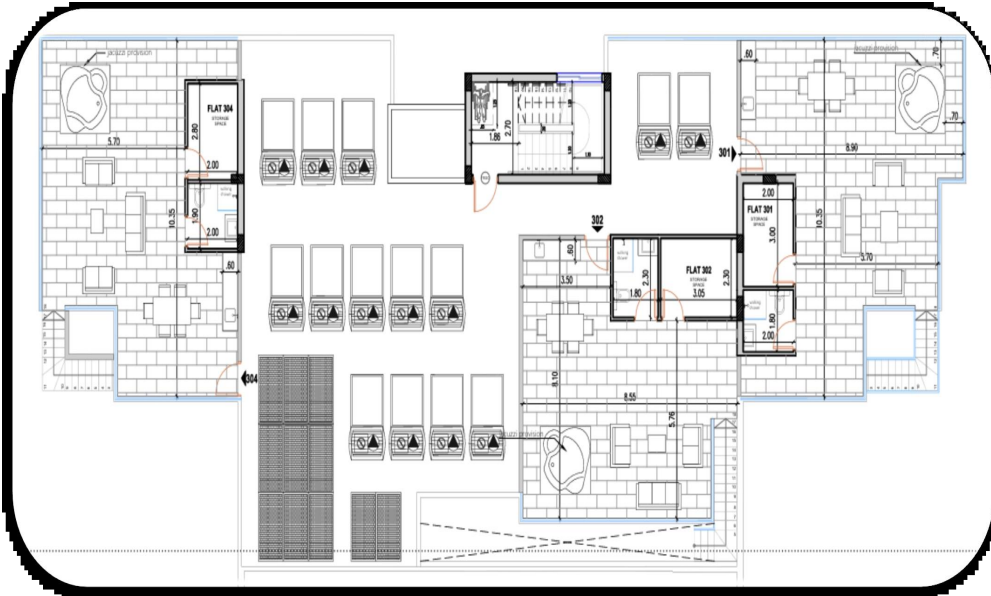 jacuzzi provision
jacuzzi provision
.70
.60
FLAT 304
STORAGE
SPACE
2.80
2.70
1.86
.70
5.70
301
8.90
2.00
2.00
FLAT 301
STORAGE
SPACE
3.00
1.90
10.35
10.35
302
2.00
.60
.60
3.50
2.30
FLAT 302
STORAGE
SPACE
2.30
3.70
1.80
3.05
1.80
2.00
304
8.10
8.55
5.76
jacuzzi provision